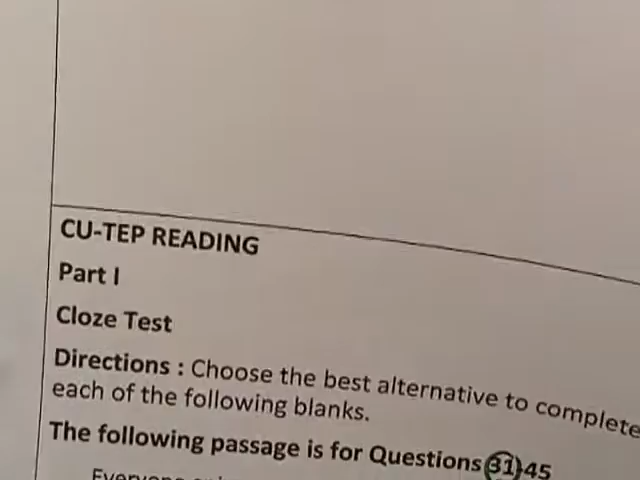 CU-TEP READING
Part I
Cloze Test
Directions : Choose the best alternative to complete
each of the following blanks.
The following passage is for Questions 31-45